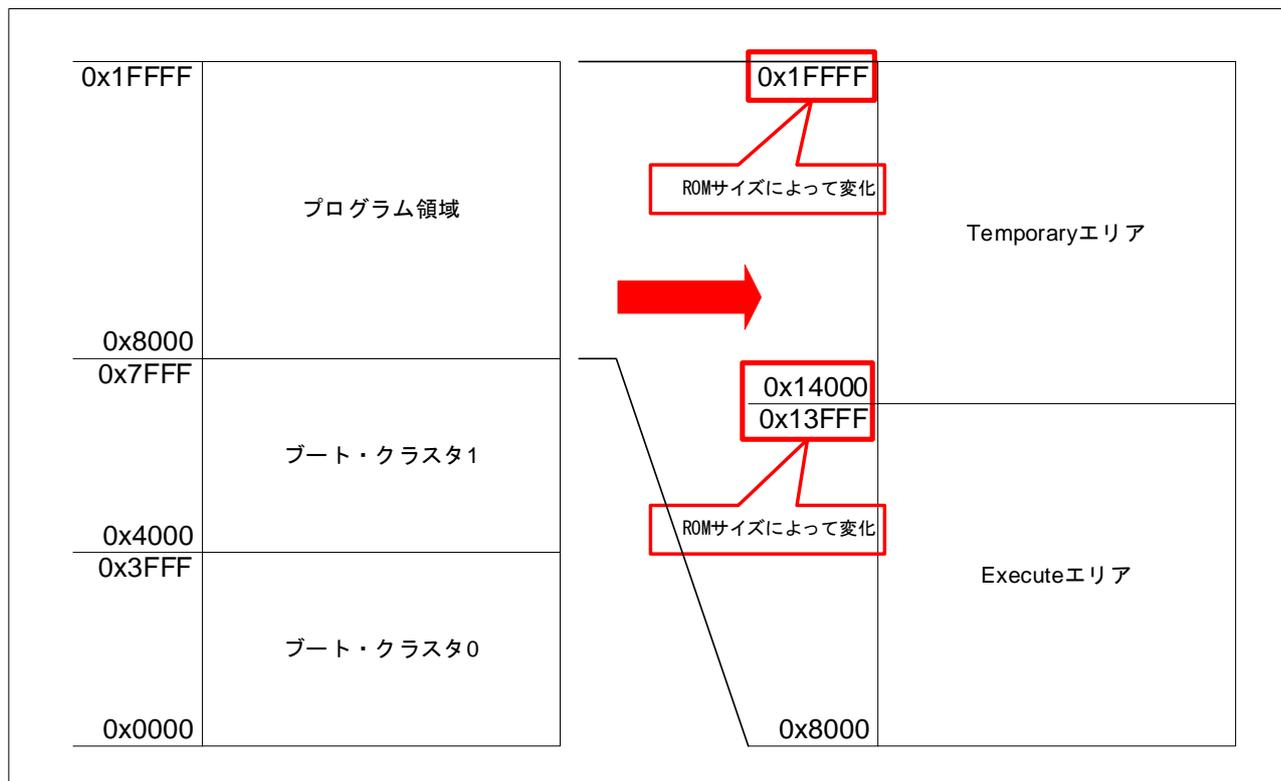 0x1FFFF
プログラム領域
0x8000
0x7FFF
ブート・クラスタ1
0x4000
0x3FFF
ブート・クラスタ0
0x0000
0x1FFFF
ROMサイズによって変化
Temporaryエリア
0x14000
0x13FFF
ROMサイズによって変化
Executeエリア
0x8000